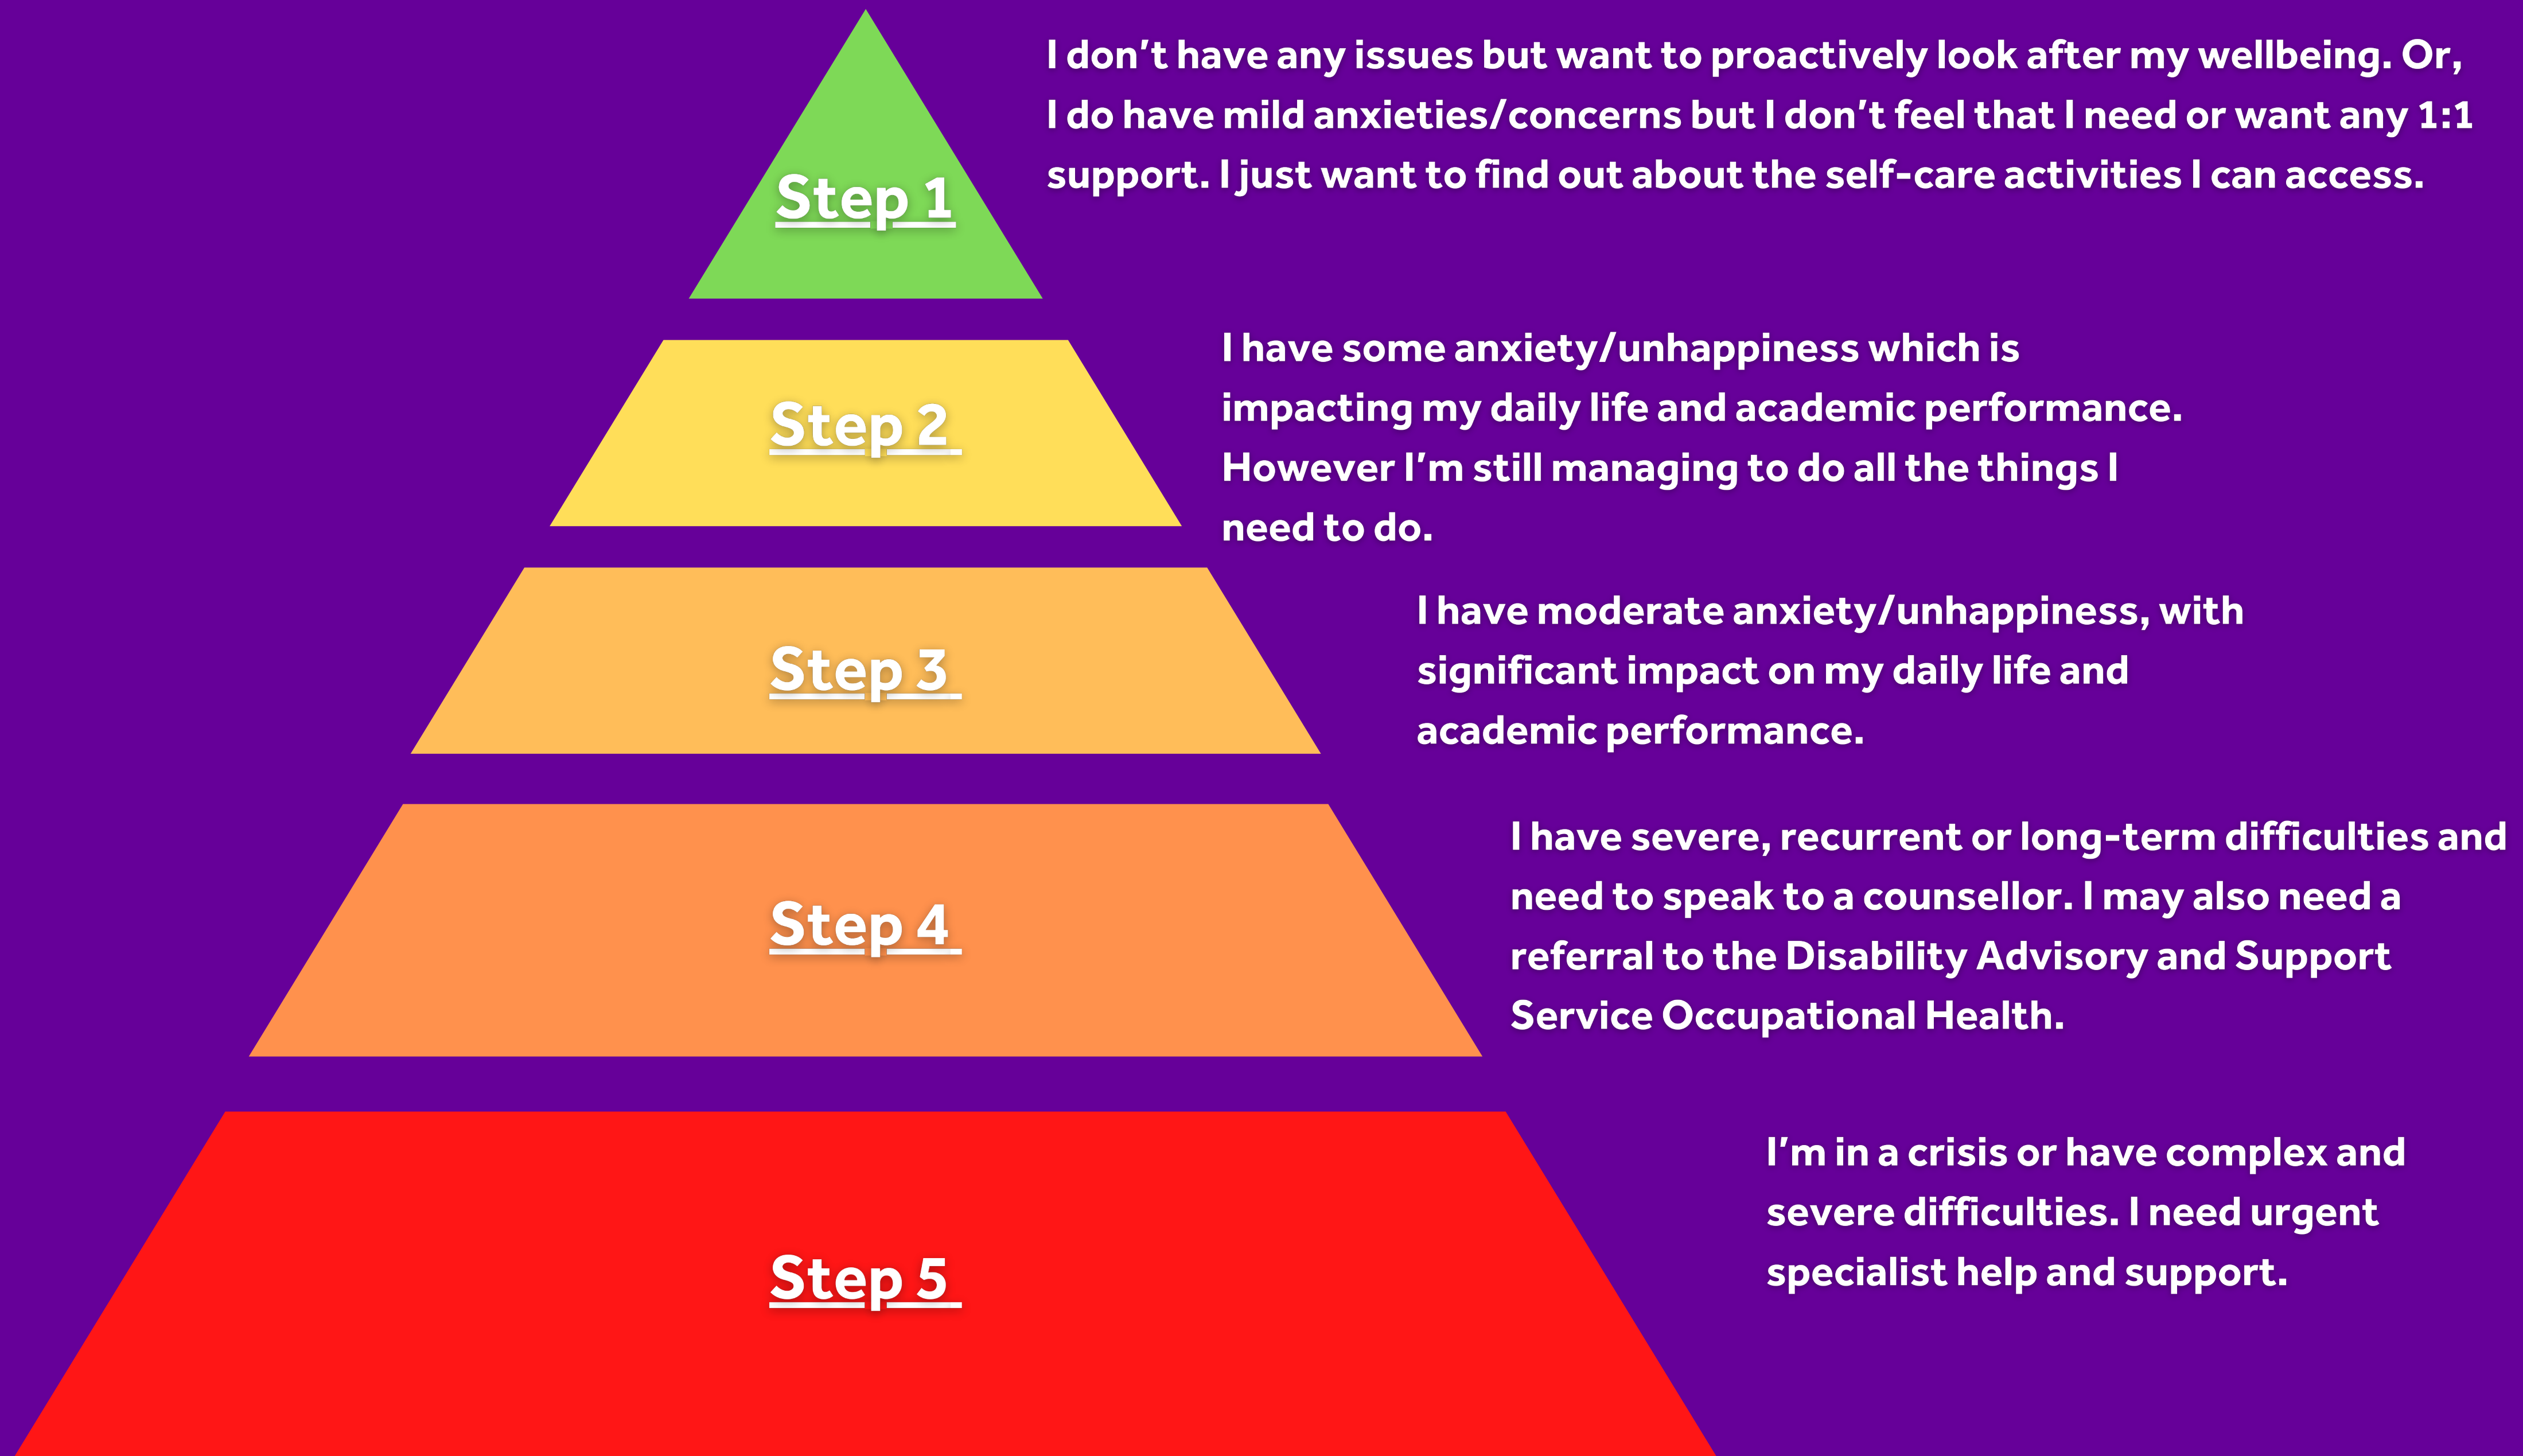 I don't have any issues but want to proactively look after my wellbeing. Or,
I do have mild anxieties/concerns but I don't feel that I need or want any 1:1
support. I just want to find out about the self-care activities I can access.
Step 1
I have some anxiety/unhappiness which is
impacting my daily life and academic performance.
However I'm still managing to do all the things I
need to do.
Step 2
I have moderate anxiety/unhappiness, with
significant impact on my daily life and
academic performance.
Step 3
I have severe, recurrent or long-term difficulties and
need to speak to a counsellor. I may also need a
referral to the Disability Advisory and Support
Service Occupational Health.
Step 4
I'm in a crisis or have complex and
severe difficulties. I need urgent
specialist help and support.
Step 5